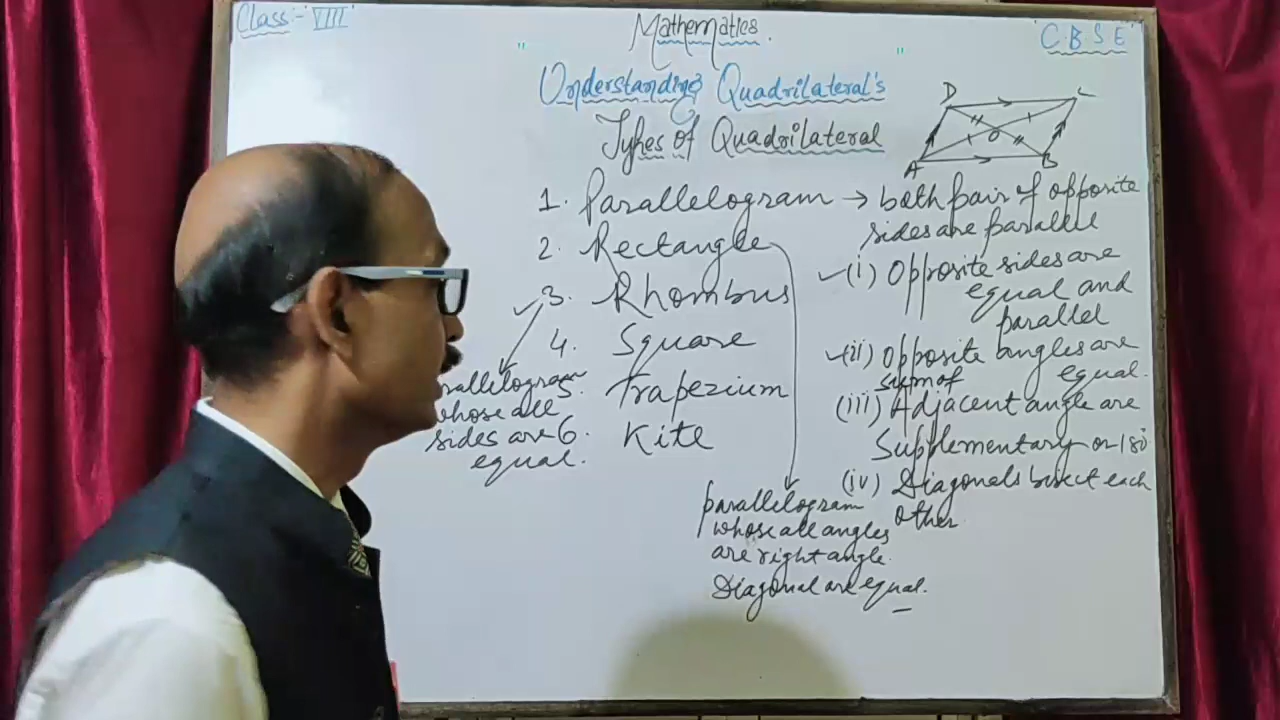 Class:- VIII
Mathematics.
"C B S E"
" "
Understanding Quadrilateral's
Types of Quadrilateral
D C
O
A B
1. Parallelogram → both pair of opposite
sides are parallel
2. Rectangle
3. Rhombus
4. Square
5. Trapezium
6. Kite
(i) Opposite sides are
equal and
parallel
(ii) Opposite angles are
equal.
sum of
(iii) Adjacent angle are
Supplementary or 180
(iv) Diagonals bisect each
other
whose all
sides are
equal.
parallelogram
whose all angles
are right angle.
Diagonal are equal.